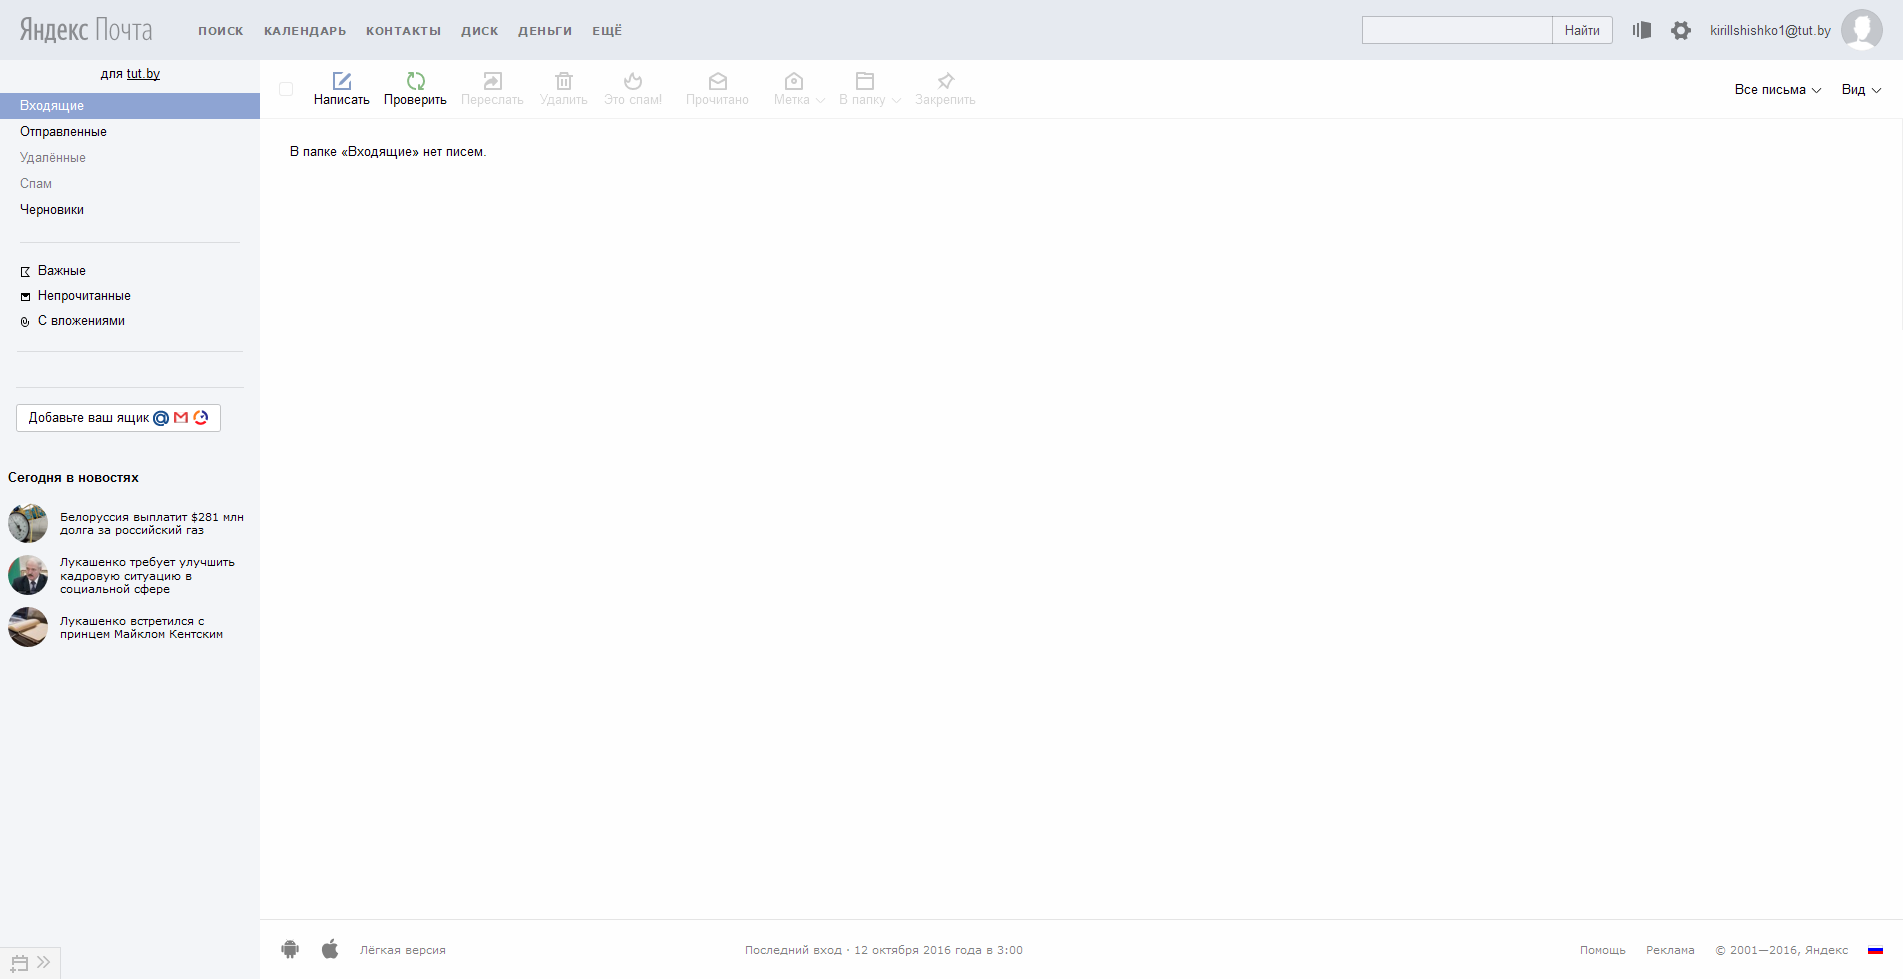 Яндекс Почта
ПОИСК КАЛЕНДАРЬ КОНТАКТЫ ДИСК ДЕНЬГИ ЕЩЁ
Найти
kirillshishko1@tut.by
для tut.by
Входящие
Отправленные
Удалённые
Спам
Черновики
Важные
Непрочитанные
С вложениями
Добавьте ваш ящик
Сегодня в новостях
Белоруссия выплатит $281 млн
долга за российский газ
Лукашенко требует улучшить
кадровую ситуацию в
социальной сфере
Лукашенко встретился с
принцем Майклом Кентским
Написать Проверить Переслать Удалить Это спам! Прочитано Метка В папку Закрепить
Все письма Вид
В папке «Входящие» нет писем.
Лёгкая версия
Последний вход · 12 октября 2016 года в 3:00
Помощь Реклама © 2001—2016, Яндекс